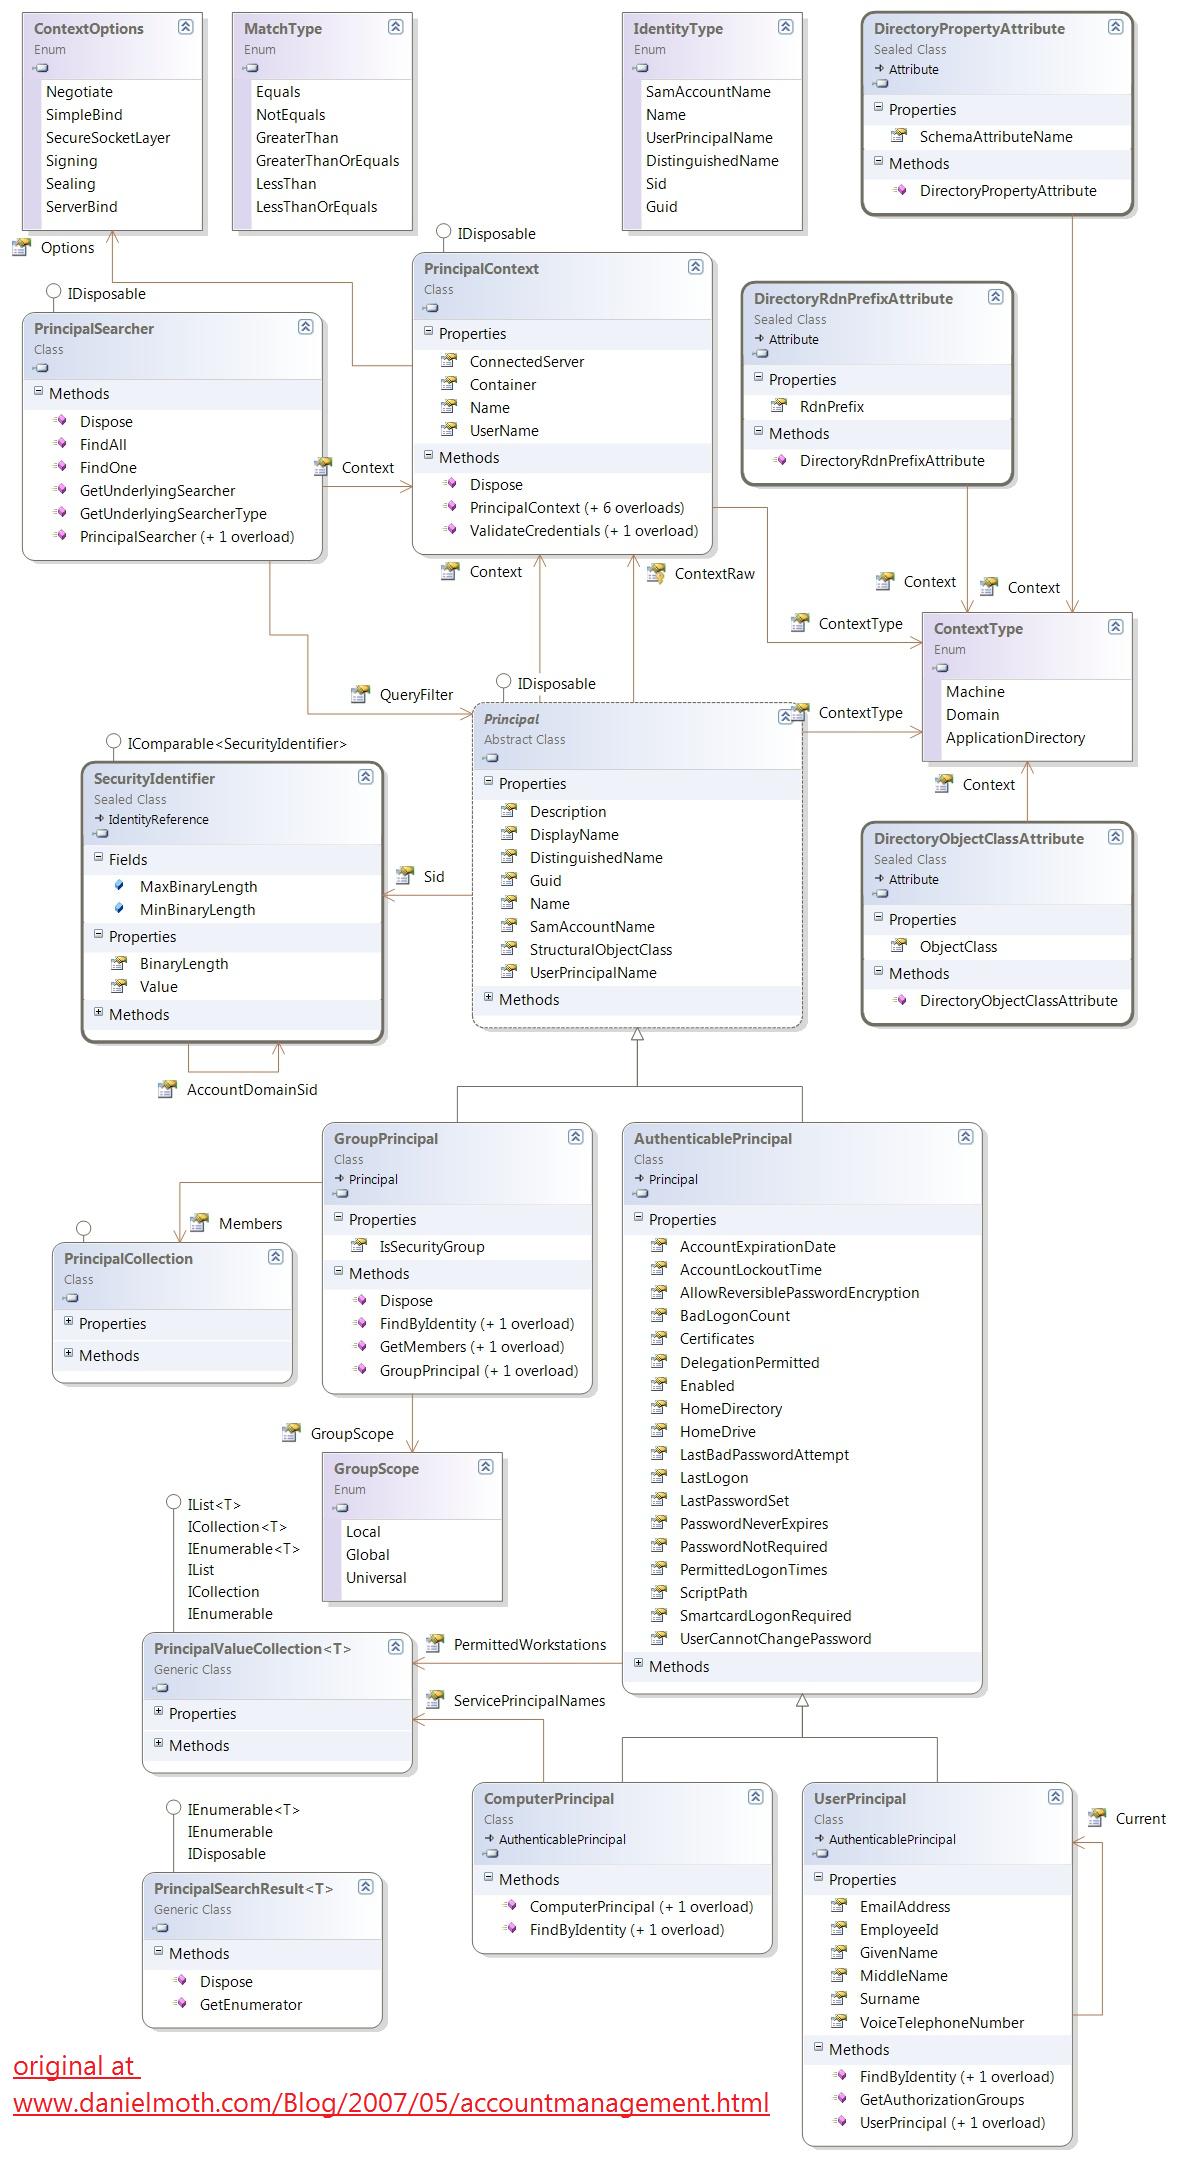 ContextOptions
Enum
Negotiate
SimpleBind
SecureSocketLayer
Signing
Sealing
ServerBind
MatchType
Enum
Equals
NotEquals
GreaterThan
GreaterThanOrEquals
LessThan
LessThanOrEquals
IdentityType
Enum
SamAccountName
Name
UserPrincipalName
DistinguishedName
Sid
Guid
DirectoryPropertyAttribute
Sealed Class
Attribute
Properties
SchemaAttributeName
Methods
DirectoryPropertyAttribute
Options
IDisposable
PrincipalSearcher
Class
Methods
Dispose
FindAll
FindOne
GetUnderlyingSearcher
GetUnderlyingSearcherType
PrincipalSearcher (+ 1 overload)
Context
IDisposable
PrincipalContext
Class
Properties
ConnectedServer
Container
Name
UserName
Methods
Dispose
PrincipalContext (+ 6 overloads)
ValidateCredentials (+ 1 overload)
DirectoryRdnPrefixAttribute
Sealed Class
Attribute
Properties
RdnPrefix
Methods
DirectoryRdnPrefixAttribute
Context
ContextRaw
Context
Context
ContextType
ContextType
Enum
Machine
Domain
ApplicationDirectory
QueryFilter
IDisposable
ContextType
Principal
Abstract Class
Properties
Description
DisplayName
DistinguishedName
Guid
Name
SamAccountName
StructuralObjectClass
UserPrincipalName
Methods
IComparable<SecurityIdentifier>
SecurityIdentifier
Sealed Class
IdentityReference
Fields
MaxBinaryLength
MinBinaryLength
Properties
BinaryLength
Value
Methods
Sid
AccountDomainSid
Context
DirectoryObjectClassAttribute
Sealed Class
Attribute
Properties
ObjectClass
Methods
DirectoryObjectClassAttribute
GroupPrincipal
Class
Principal
Properties
IsSecurityGroup
Methods
Dispose
FindByIdentity (+ 1 overload)
GetMembers (+ 1 overload)
GroupPrincipal (+ 1 overload)
Members
PrincipalCollection
Class
Properties
Methods
AuthenticablePrincipal
Class
Principal
Properties
AccountExpirationDate
AccountLockoutTime
AllowReversiblePasswordEncryption
BadLogonCount
Certificates
DelegationPermitted
Enabled
HomeDirectory
HomeDrive
LastBadPasswordAttempt
LastLogon
LastPasswordSet
PasswordNeverExpires
PasswordNotRequired
PermittedLogonTimes
ScriptPath
SmartcardLogonRequired
UserCannotChangePassword
Methods
GroupScope
GroupScope
Enum
Local
Global
Universal
IList<T>
ICollection<T>
IEnumerable<T>
IList
ICollection
IEnumerable
PrincipalValueCollection<T>
Generic Class
Properties
Methods
PermittedWorkstations
ServicePrincipalNames
IEnumerable<T>
IEnumerable
IDisposable
PrincipalSearchResult<T>
Generic Class
Methods
Dispose
GetEnumerator
ComputerPrincipal
Class
AuthenticablePrincipal
Methods
ComputerPrincipal (+ 1 overload)
FindByIdentity (+ 1 overload)
UserPrincipal
Class
AuthenticablePrincipal
Properties
EmailAddress
EmployeeId
GivenName
MiddleName
Surname
VoiceTelephoneNumber
Methods
FindByIdentity (+ 1 overload)
GetAuthorizationGroups
UserPrincipal (+ 1 overload)
Current
original at
www.danielmoth.com/Blog/2007/05/accountmanagement.html